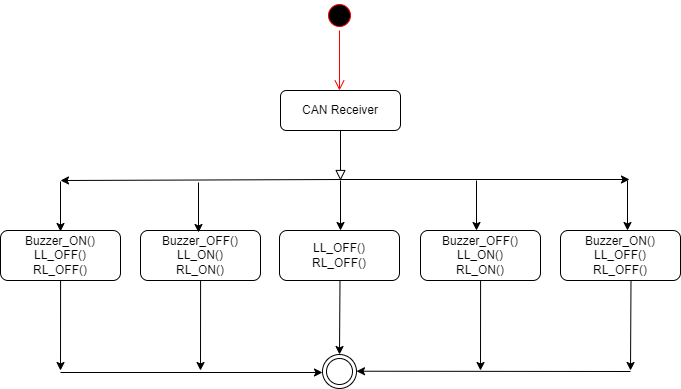 CAN Receiver
Buzzer_ON()
LL_OFF()
RL_OFF()
Buzzer_OFF()
LL_ON()
RL_ON()
LL_OFF()
RL_OFF()
Buzzer_OFF()
LL_ON()
RL_ON()
Buzzer_ON()
LL_OFF()
RL_OFF()